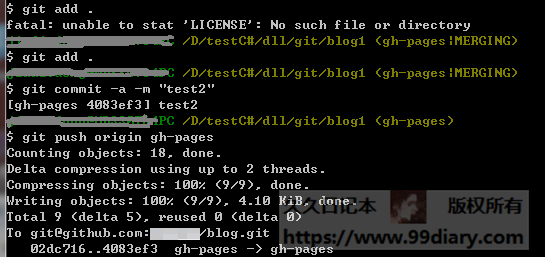 $ git add .
fatal: unable to stat 'LICENSE': No such file or directory
PC /D/testC#/dll/git/blog1 (gh-pages|MERGING)
$ git add .
PC /D/testC#/dll/git/blog1 (gh-pages|MERGING)
$ git commit -a -m "test2"
[gh-pages 4083ef3] test2
PC /D/testC#/dll/git/blog1 (gh-pages)
$ git push origin gh-pages
Counting objects: 18, done.
Delta compression using up to 2 threads.
Compressing objects: 100% (9/9), done.
Writing objects: 100% (9/9), 4.10 KiB, done.
Total 9 (delta 5), reused 0 (delta 0)
To git@github.com: /blog.git
02dc716..4083ef3 gh-pages -> gh-pages
久久日记本 版权所有
https://www.99diary.com